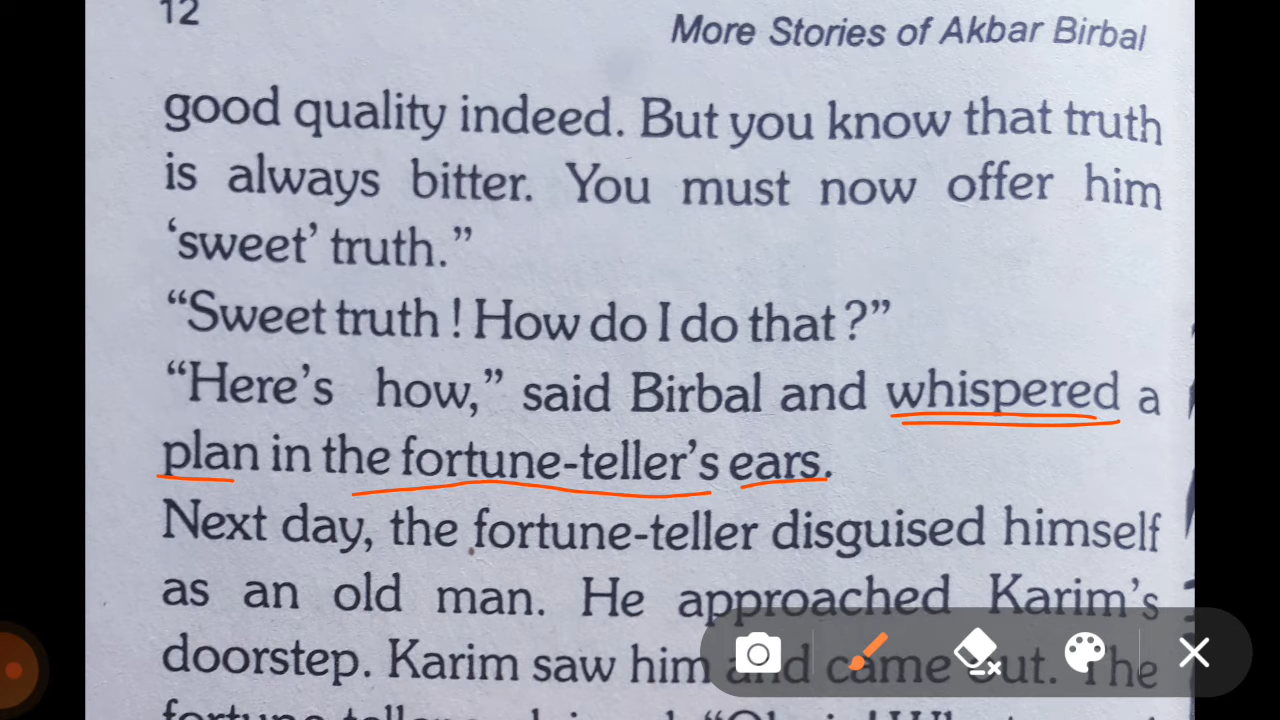 12
More Stories of Akbar Birbal
good quality indeed. But you know that truth
is always bitter. You must now offer him
‘sweet’ truth.”
“Sweet truth ! How do I do that ?”
“Here’s how,” said Birbal and whispered a
plan in the fortune-teller’s ears.
Next day, the fortune-teller disguised himself
as an old man. He approached Karim’s
doorstep. Karim saw him and came out. The